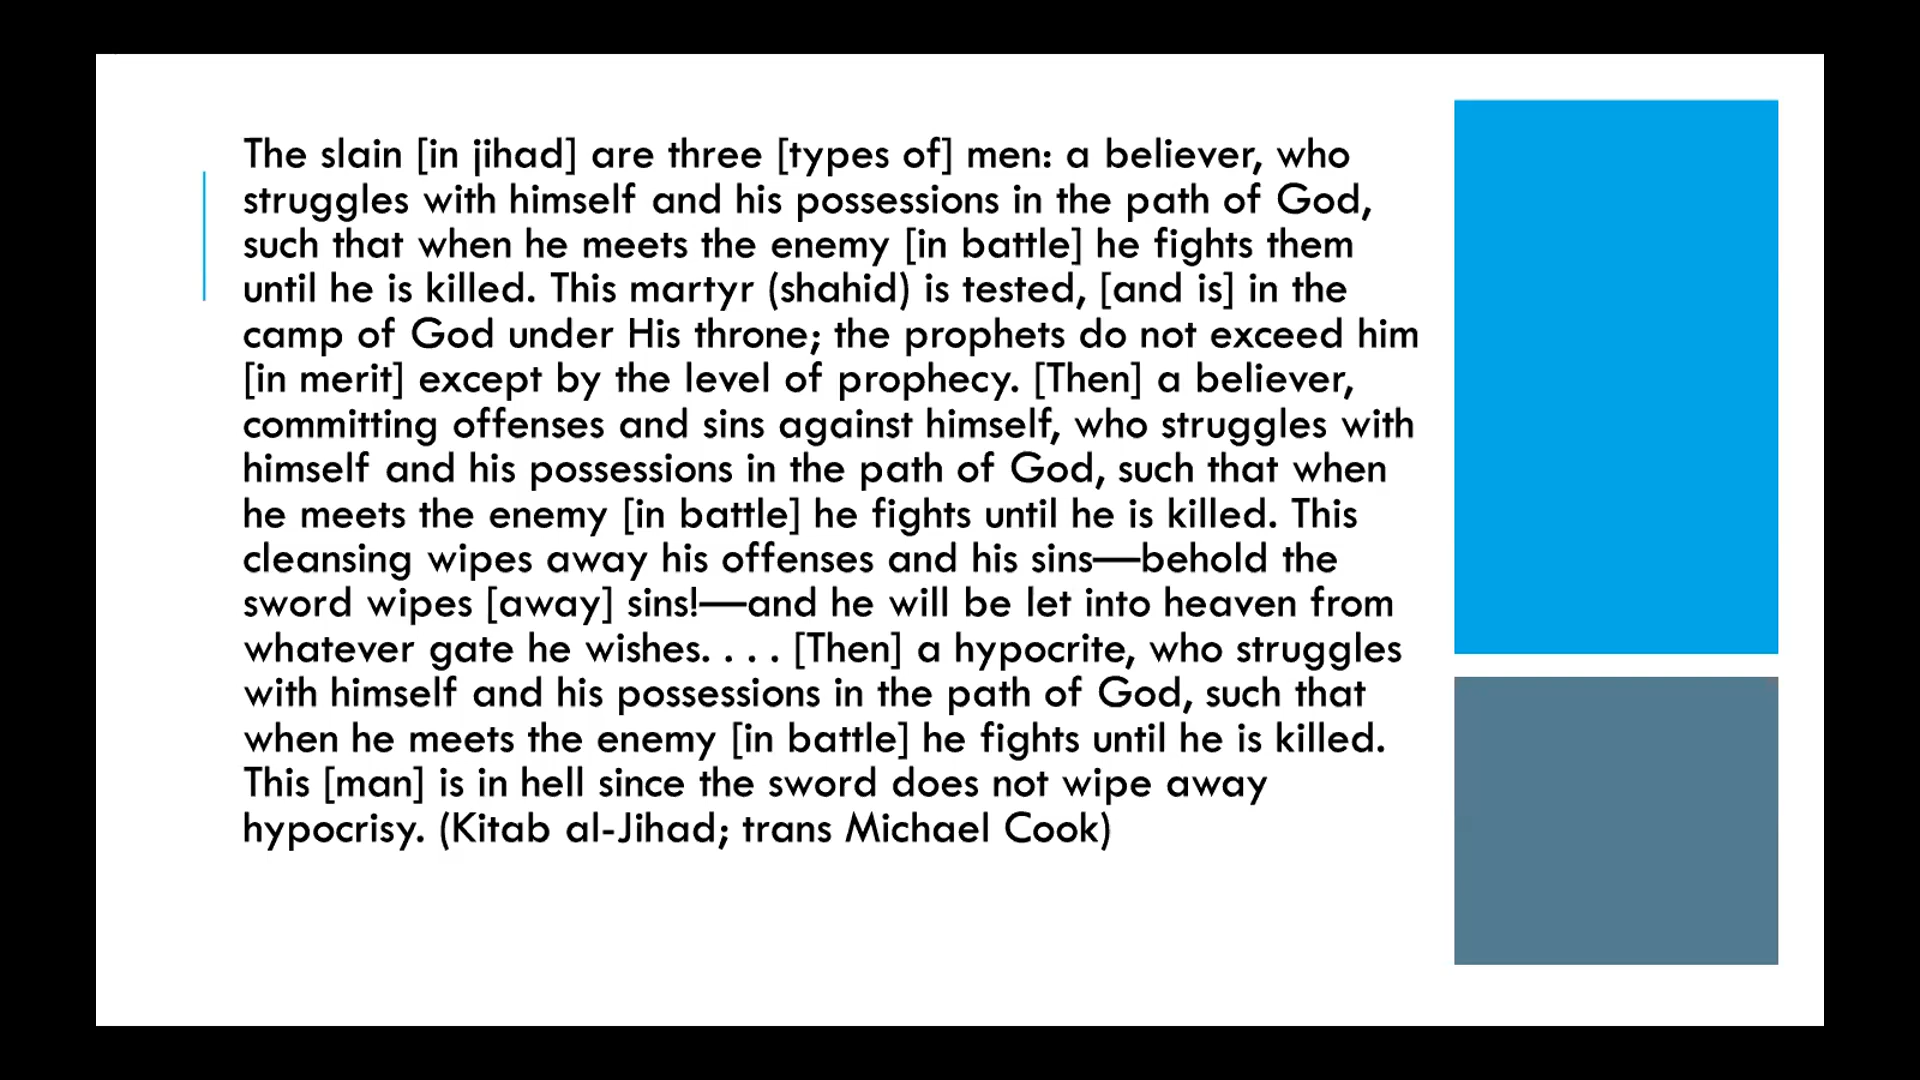 The slain [in jihad] are three [types of] men: a believer, who
struggles with himself and his possessions in the path of God,
such that when he meets the enemy [in battle] he fights them
until he is killed. This martyr (shahid) is tested, [and is] in the
camp of God under His throne; the prophets do not exceed him
[in merit] except by the level of prophecy. [Then] a believer,
committing offenses and sins against himself, who struggles with
himself and his possessions in the path of God, such that when
he meets the enemy [in battle] he fights until he is killed. This
cleansing wipes away his offenses and his sins—behold the
sword wipes [away] sins!—and he will be let into heaven from
whatever gate he wishes. . . . [Then] a hypocrite, who struggles
with himself and his possessions in the path of God, such that
when he meets the enemy [in battle] he fights until he is killed.
This [man] is in hell since the sword does not wipe away
hypocrisy. (Kitab al-Jihad; trans Michael Cook)